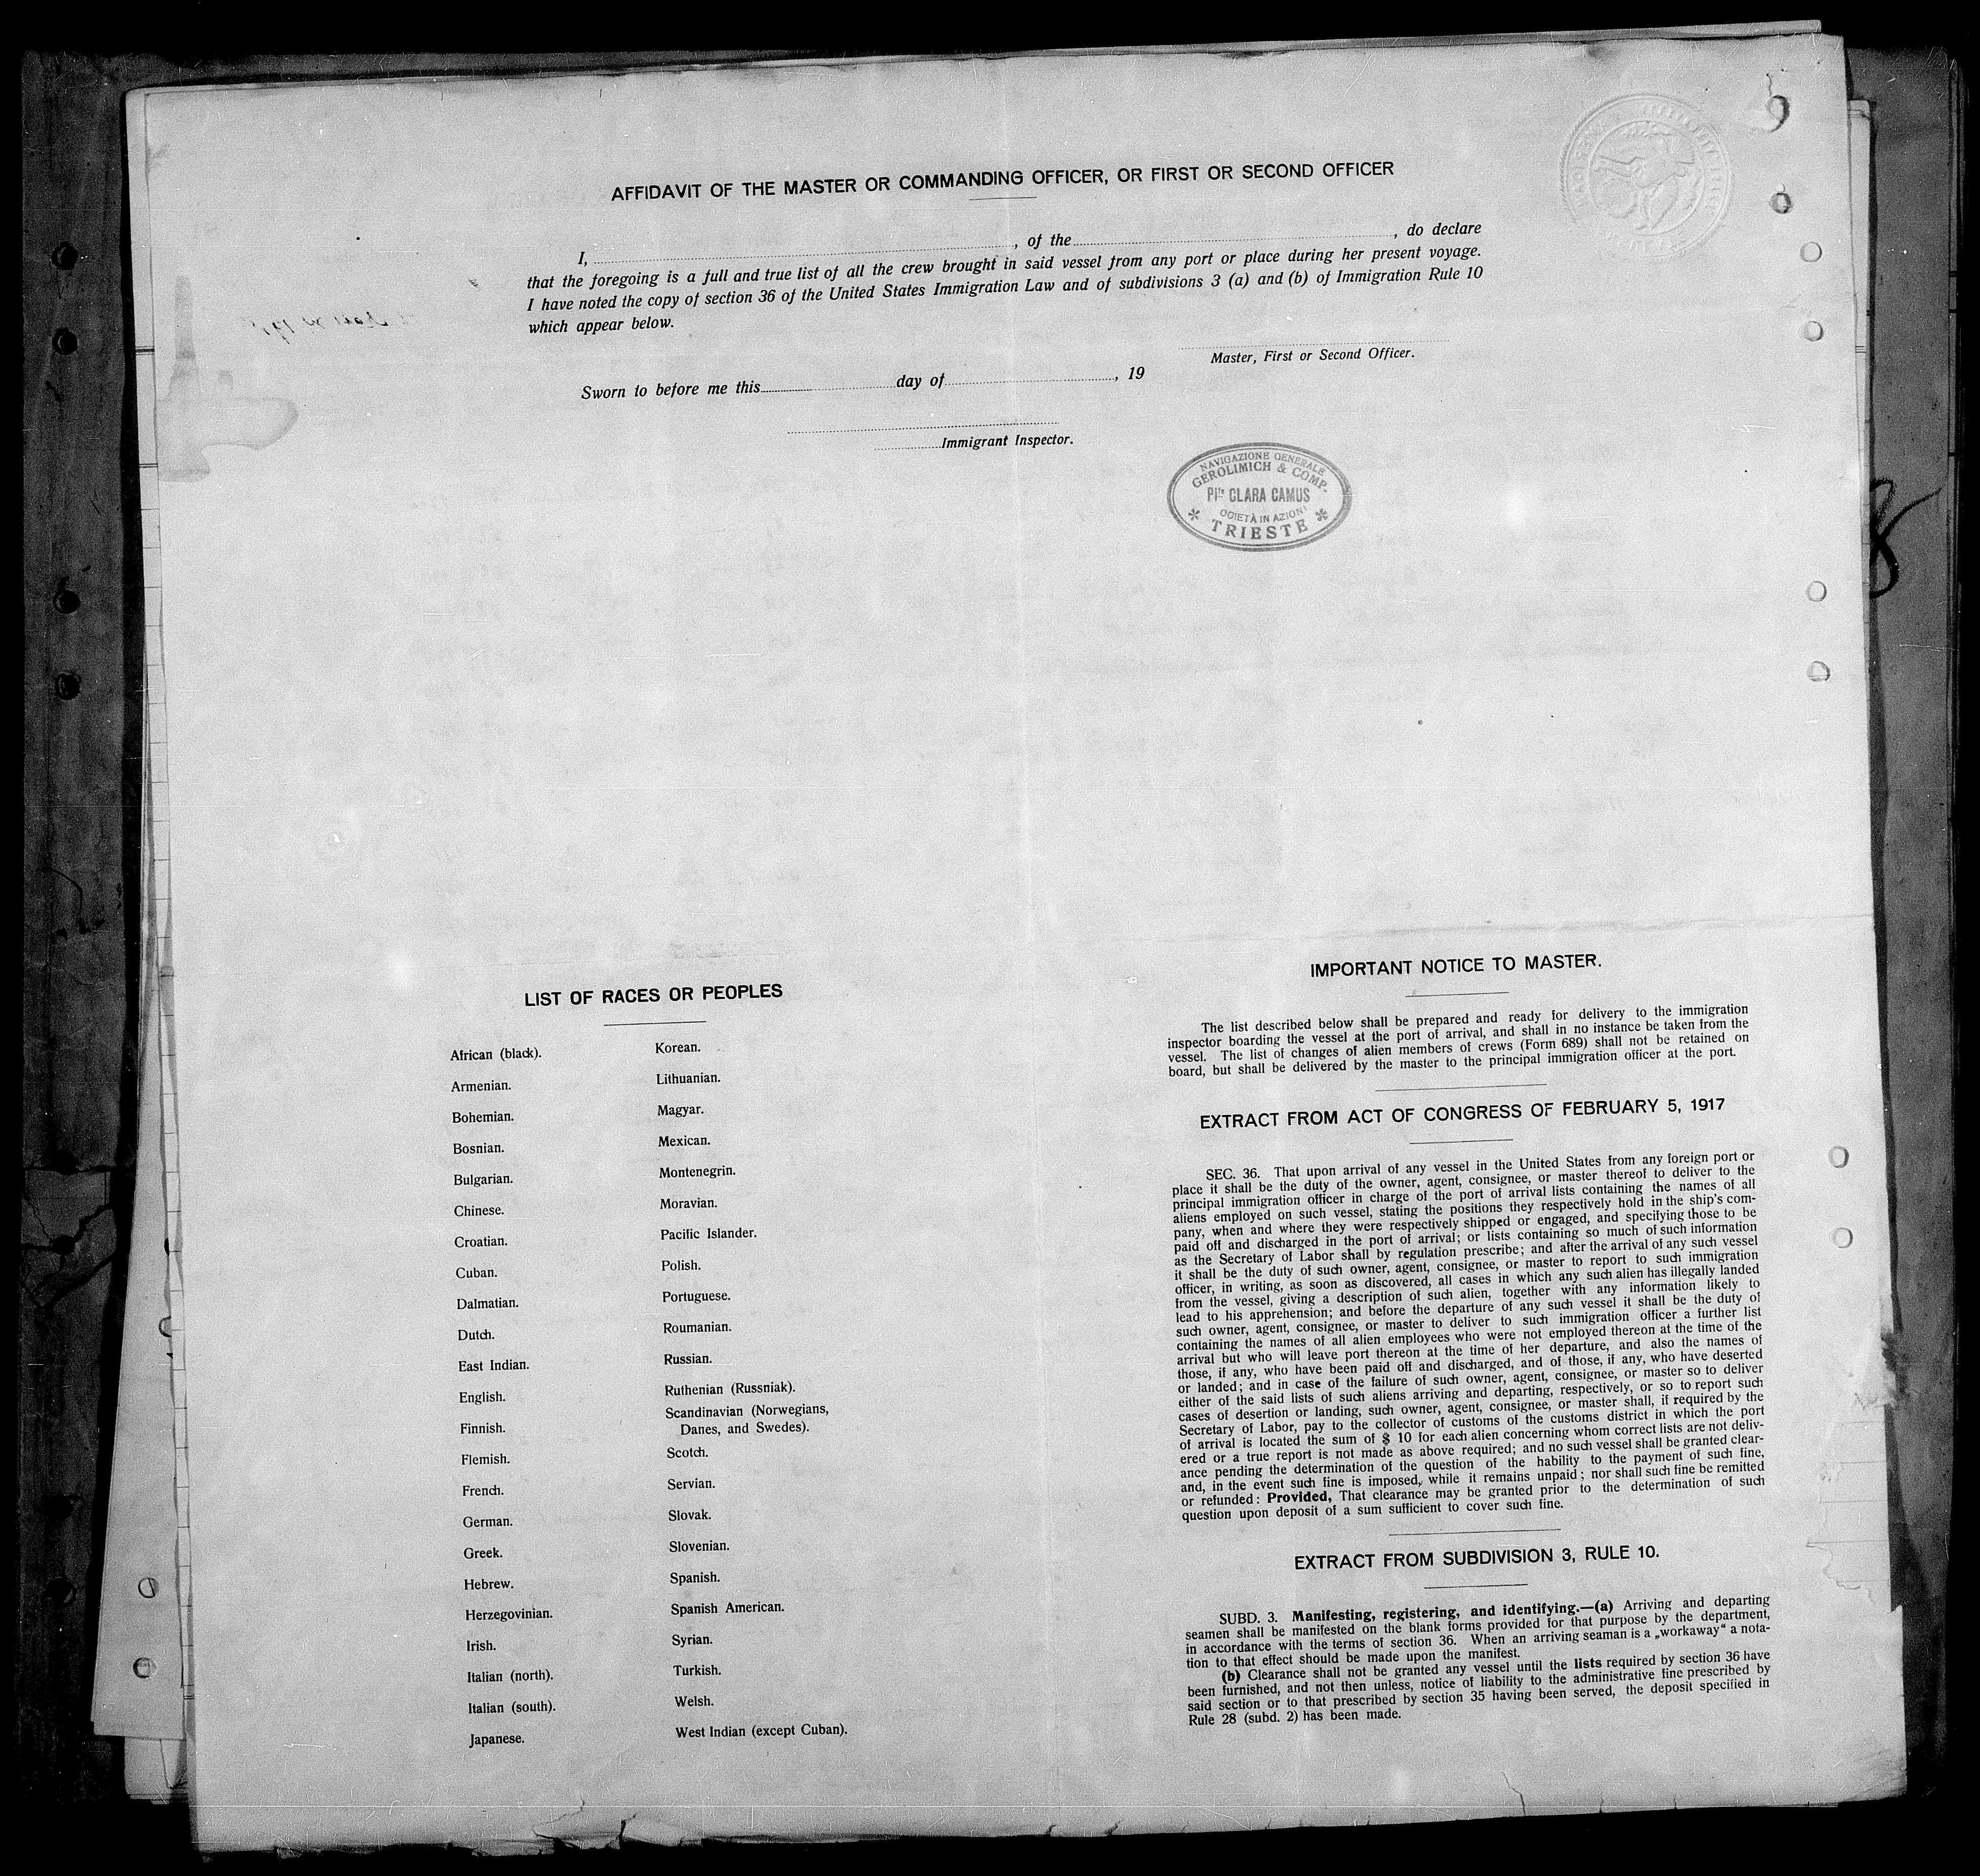 AFFIDAVIT OF THE MASTER OR COMMANDING OFFICER, OR FIRST OR SECOND OFFICER
I, , of the , do declare
that the foregoing is a full and true list of all the crew brought in said vessel from any port or place during her present voyage.
I have noted the copy of section 36 of the United States Immigration Law and of subdivisions 3 (a) and (b) of Immigration Rule 10
which appear below.
Master, First or Second Officer.
Sworn to before me this day of , 19
Immigrant Inspector.
NAVIGAZIONE GENERALE
GEROLIMICH & COMP.
CLARA CAMUS
OCIETÀ IN AZIONI
TRIESTE
8
LIST OF RACES OR PEOPLES
African (black).
Armenian.
Bohemian.
Bosnian.
Bulgarian.
Chinese.
Croatian.
Cuban.
Dalmatian.
Dutch.
East Indian.
English.
Finnish.
Flemish.
French.
German.
Greek.
Hebrew.
Herzegovinian.
Irish.
Italian (north).
Italian (south).
Japanese.
Korean.
Lithuanian.
Magyar.
Mexican.
Montenegrin.
Moravian.
Pacific Islander.
Polish.
Portuguese.
Roumanian.
Russian.
Ruthenian (Russniak).
Scandinavian (Norwegians,
Danes, and Swedes).
Scotch.
Servian.
Slovak.
Slovenian.
Spanish.
Spanish American.
Syrian.
Turkish.
Welsh.
West Indian (except Cuban).
IMPORTANT NOTICE TO MASTER.
The list described below shall be prepared and ready for delivery to the immigration
inspector boarding the vessel at the port of arrival, and shall in no instance be taken from the
vessel. The list of changes of alien members of crews (Form 689) shall not be retained on
board, but shall be delivered by the master to the principal immigration officer at the port.
EXTRACT FROM ACT OF CONGRESS OF FEBRUARY 5, 1917
SEC. 36. That upon arrival of any vessel in the United States from any foreign port or
place it shall be the duty of the owner, agent, consignee, or master thereof to deliver to the
principal immigration officer in charge of the port of arrival lists containing the names of all
aliens employed on such vessel, stating the positions they respectively hold in the ship's com-
pany, when and where they were respectively shipped or engaged, and specifying those to be
paid off and discharged in the port of arrival; or lists containing so much of such information
as the Secretary of Labor shall by regulation prescribe; and after the arrival of any such vessel
it shall be the duty of such owner, agent, consignee, or master to report to such immigration
officer, in writing, as soon as discovered, all cases in which any such alien has illegally landed
from the vessel, giving a description of such alien, together with any information likely to
lead to his apprehension; and before the departure of any such vessel it shall be the duty of
such owner, agent, consignee, or master to deliver to such immigration officer a further list
containing the names of all alien employees who were not employed thereon at the time of the
arrival but who will leave port thereon at the time of her departure, and also the names of
those, if any, who have been paid off and discharged, and of those, if any, who have deserted
or landed; and in case of the failure of such owner, agent, consignee, or master so to deliver
either of the said lists of such aliens arriving and departing, respectively, or so to report such
cases of desertion or landing, such owner, agent, consignee, or master shall, if required by the
Secretary of Labor, pay to the collector of customs of the customs district in which the port
of arrival is located the sum of $ 10 for each alien concerning whom correct lists are not deliv-
ered or a true report is not made as above required; and no such vessel shall be granted clear-
ance pending the determination of the question of the hability to the payment of such fine,
and, in the event such fine is imposed, while it remains unpaid; nor shall such fine be remitted
or refunded: Provided, That clearance may be granted prior to the determination of such
question upon deposit of a sum sufficient to cover such fine.
EXTRACT FROM SUBDIVISION 3, RULE 10.
SUBD. 3. Manifesting, registering, and identifying.—(a) Arriving and departing
seamen shall be manifested on the blank forms provided for that purpose by the department,
in accordance with the terms of section 36. When an arriving seaman is a „workaway“ a nota-
tion to that effect should be made upon the manifest.
(b) Clearance shall not be granted any vessel until the lists required by section 36 have
been furnished, and not then unless, notice of liability to the administrative fine prescribed by
said section or to that prescribed by section 35 having been served, the deposit specified in
Rule 28 (subd. 2) has been made.